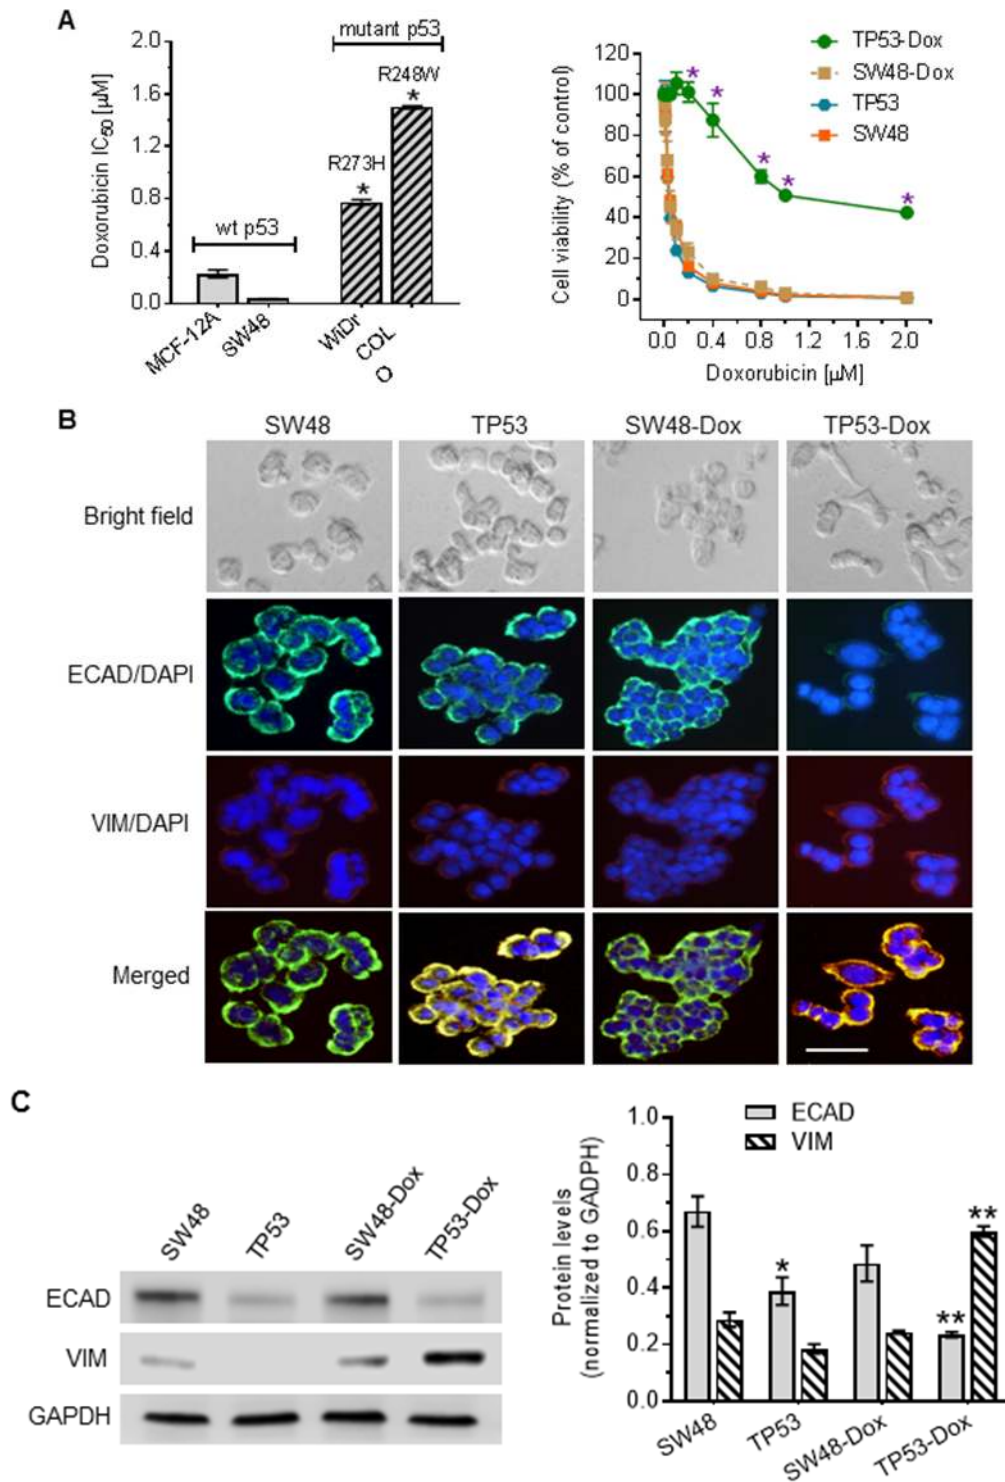 A
mutant p53
2.0
1.6
1.2
0.8
0.4
0.0
Doxorubicin IC50 [µM]
R248W
*
R273H
*
wt p53
MCF-12A
SW48
WiDr
COL
O
TP53-Dox
SW48-Dox
TP53
SW48
120
100
80
60
40
20
0
Cell viability (% of control)
* * * * *
0.0 0.4 0.8 1.2 1.6 2.0
Doxorubicin [µM]
B
SW48 TP53 SW48-Dox TP53-Dox
Bright field
ECAD/DAPI
VIM/DAPI
Merged
C
SW48 TP53 SW48-Dox TP53-Dox
ECAD
VIM
GAPDH
ECAD
VIM
1.0
0.8
0.6
0.4
0.2
0.0
Protein levels
(normalized to GADPH)
*
**
**
SW48 TP53 SW48-Dox TP53-Dox